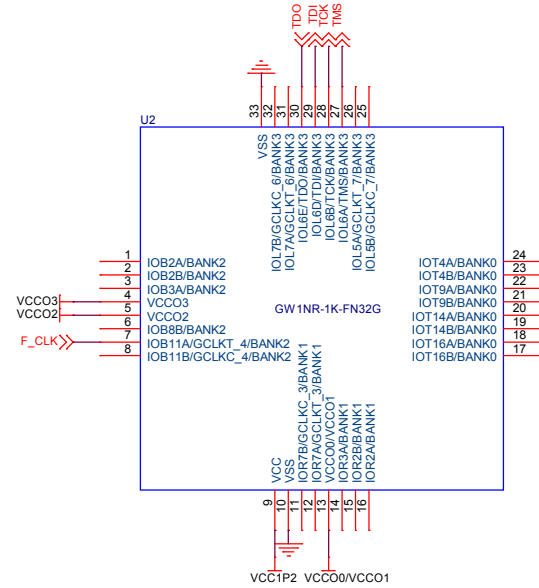 TDO
TDI
TCK
TMS
33
32
31
30
29
28
27
26
25
U2
VSS
IOL7B/GCLKC_6/BANK3
IOL7A/GCLKT_6/BANK3
IOL6E/TDO/BANK3
IOL6D/TDI/BANK3
IOL6B/TCK/BANK3
IOL6A/TMS/BANK3
IOL5A/GCLKT_7/BANK3
IOL5B/GCLKC_7/BANK3
1 IOB2A/BANK2
2 IOB2B/BANK2
3 IOB3A/BANK2
VCCO3 4 VCCO3
VCCO2 5 VCCO2
6 IOB8B/BANK2
F_CLK 7 IOB11A/GCLKT_4/BANK2
8 IOB11B/GCLKC_4/BANK2
GW1NR-1K-FN32G
IOT4A/BANK0 24
IOT4B/BANK0 23
IOT9A/BANK0 22
IOT9B/BANK0 21
IOT14A/BANK0 20
IOT14B/BANK0 19
IOT16A/BANK0 18
IOT16B/BANK0 17
VCC
VSS
IOR7B/GCLKC_3/BANK1
IOR7A/GCLKT_3/BANK1
VCCO0/VCCO1
IOR3A/BANK1
IOR2B/BANK1
IOR2A/BANK1
9
10
11
12
13
14
15
16
VCC1P2 VCCO0/VCCO1